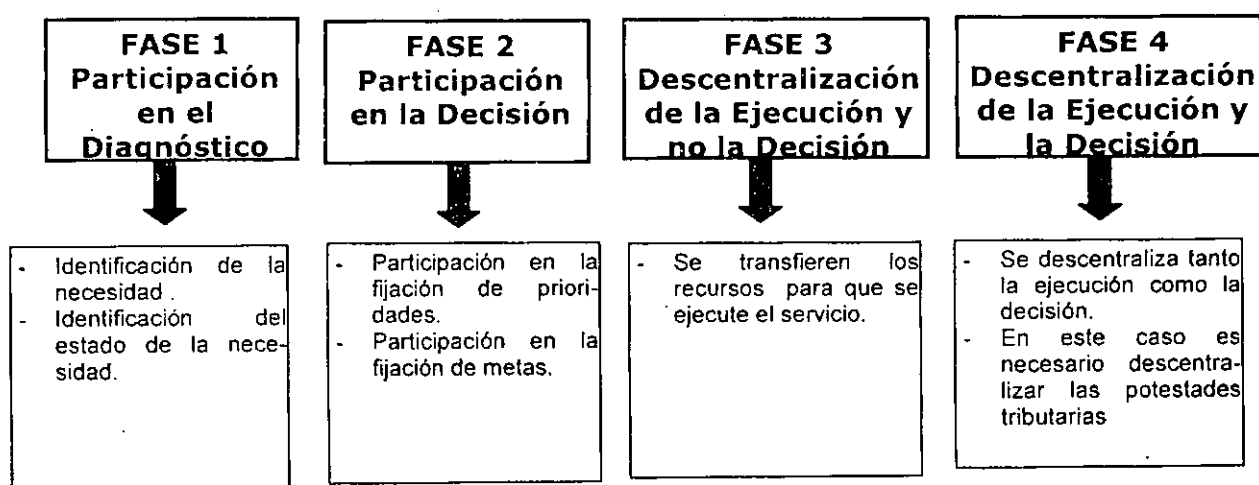 FASE 1
Participación
en el
Diagnóstico
FASE 2
Participación
en la Decisión
FASE 3
Descentralización
de la Ejecución y
no la Decisión
FASE 4
Descentralización
de la Ejecución y
la Decisión
- Identificación de la
necesidad .
- Identificación del
estado de la nece-
sidad.
- Participación en la
fijación de priori-
dades.
- Participación en la
fijación de metas.
- Se transfieren los
recursos para que se
ejecute el servicio.
- Se descentraliza tanto
la ejecución como la
decisión.
- En este caso es
necesario descentra-
lizar las potestades
tributarias